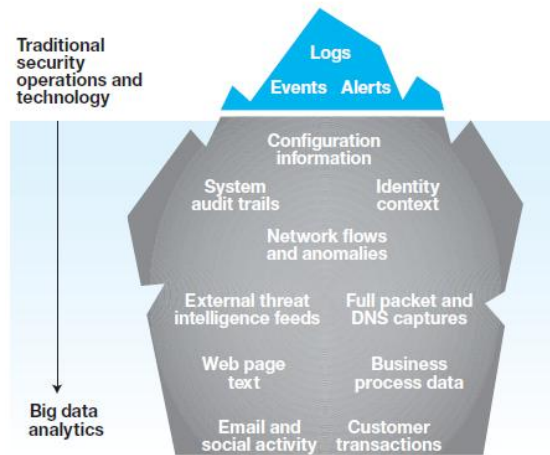 Traditional
security
operations and
technology
Logs
Events Alerts
Configuration
information
System
audit trails
Identity
context
Network flows
and anomalies
External threat
intelligence feeds
Full packet and
DNS captures
Web page
text
Business
process data
Big data
analytics
Email and
social activity
Customer
transactions